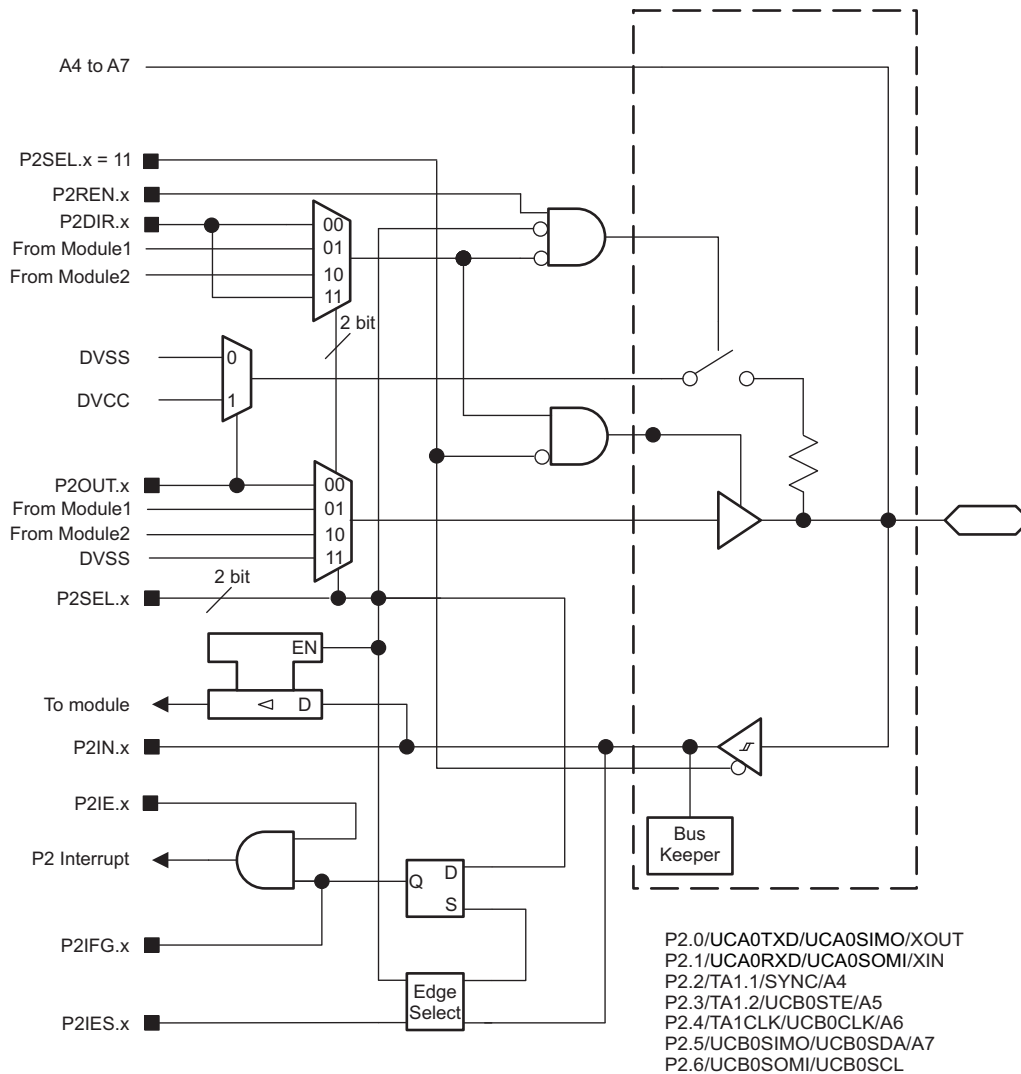 A4 to A7
P2SEL.x = 11
P2REN.x
P2DIR.x
From Module1
From Module2
00
01
10
11
2 bit
DVSS
DVCC
0
1
P2OUT.x
From Module1
From Module2
DVSS
00
01
10
11
P2SEL.x
2 bit
EN
D
To module
P2IN.x
Bus
Keeper
P2IE.x
P2 Interrupt
Q
D
S
P2IFG.x
P2IES.x
Edge
Select
P2.0/UCA0TXD/UCA0SIMO/XOUT
P2.1/UCA0RXD/UCA0SOMI/XIN
P2.2/TA1.1/SYNC/A4
P2.3/TA1.2/UCB0STE/A5
P2.4/TA1CLK/UCB0CLK/A6
P2.5/UCB0SIMO/UCB0SDA/A7
P2.6/UCB0SOMI/UCB0SCL